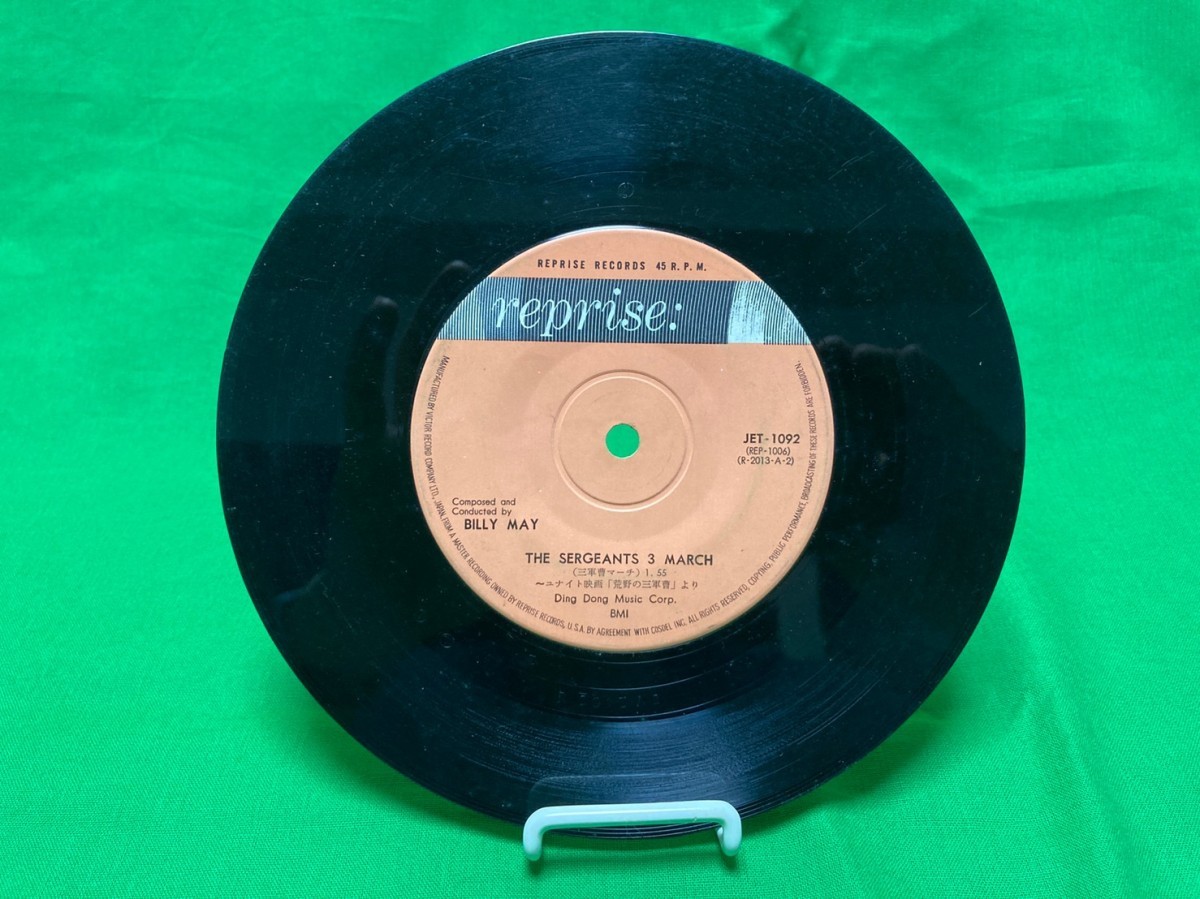 REPRISE RECORDS 45 R.P.M.
reprise:
JET-1092
(REP-1006)
(R-2013-A-2)
Composed and
Conducted by
BILLY MAY
THE SERGEANTS 3 MARCH
(三軍曹マーチ) 1.55
〜ユナイト映画「荒野の三軍曹」より
Ding Dong Music Corp.
BMI
MANUFACTURED BY VICTOR RECORD COMPANY LTD., JAPAN, FROM A MASTER RECORDING OWNED BY REPRISE RECORDS, U.S.A. BY AGREEMENT WITH COSDEL INC. ALL RIGHTS RESERVED, COPYING, PUBLIC PERFORMANCE, BROADCASTING OF THESE RECORDS ARE FORBIDDEN.